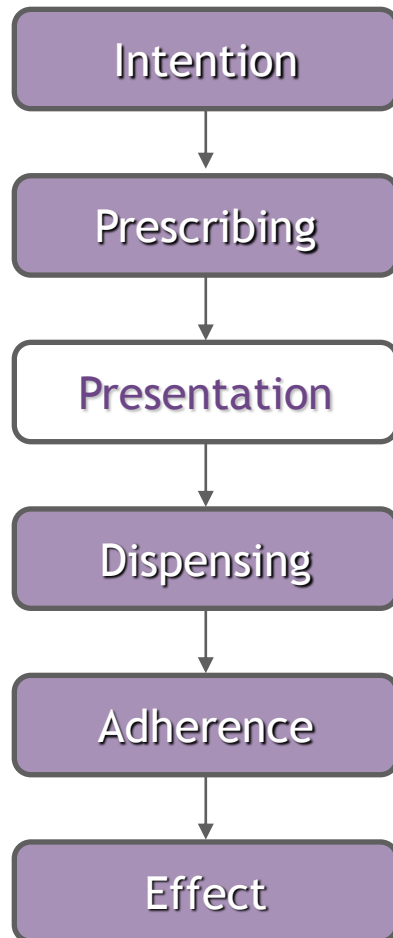 Intention
Prescribing
Presentation
Dispensing
Adherence
Effect